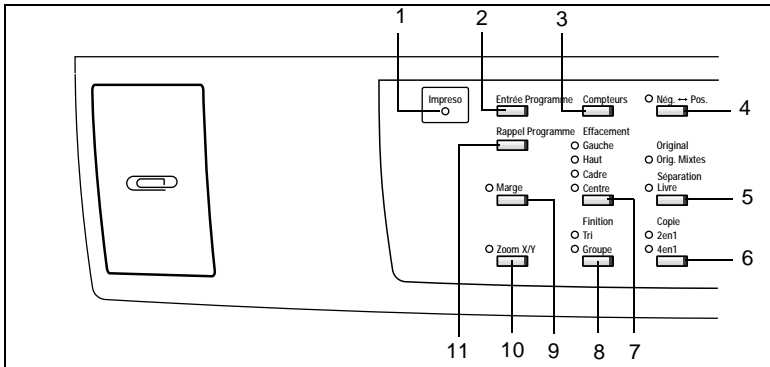 1 2 3
Impreso Entrée Programme Compteurs Nég. ↔ Pos. 4
Rappel Programme Effacement
Gauche Original
Haut Orig. Mixtes
Cadre Séparation
Marge Centre Livre 5
Finition Copie
Tri 2en1
Zoom X/Y Groupe 4en1 6
11 10 9 8 7